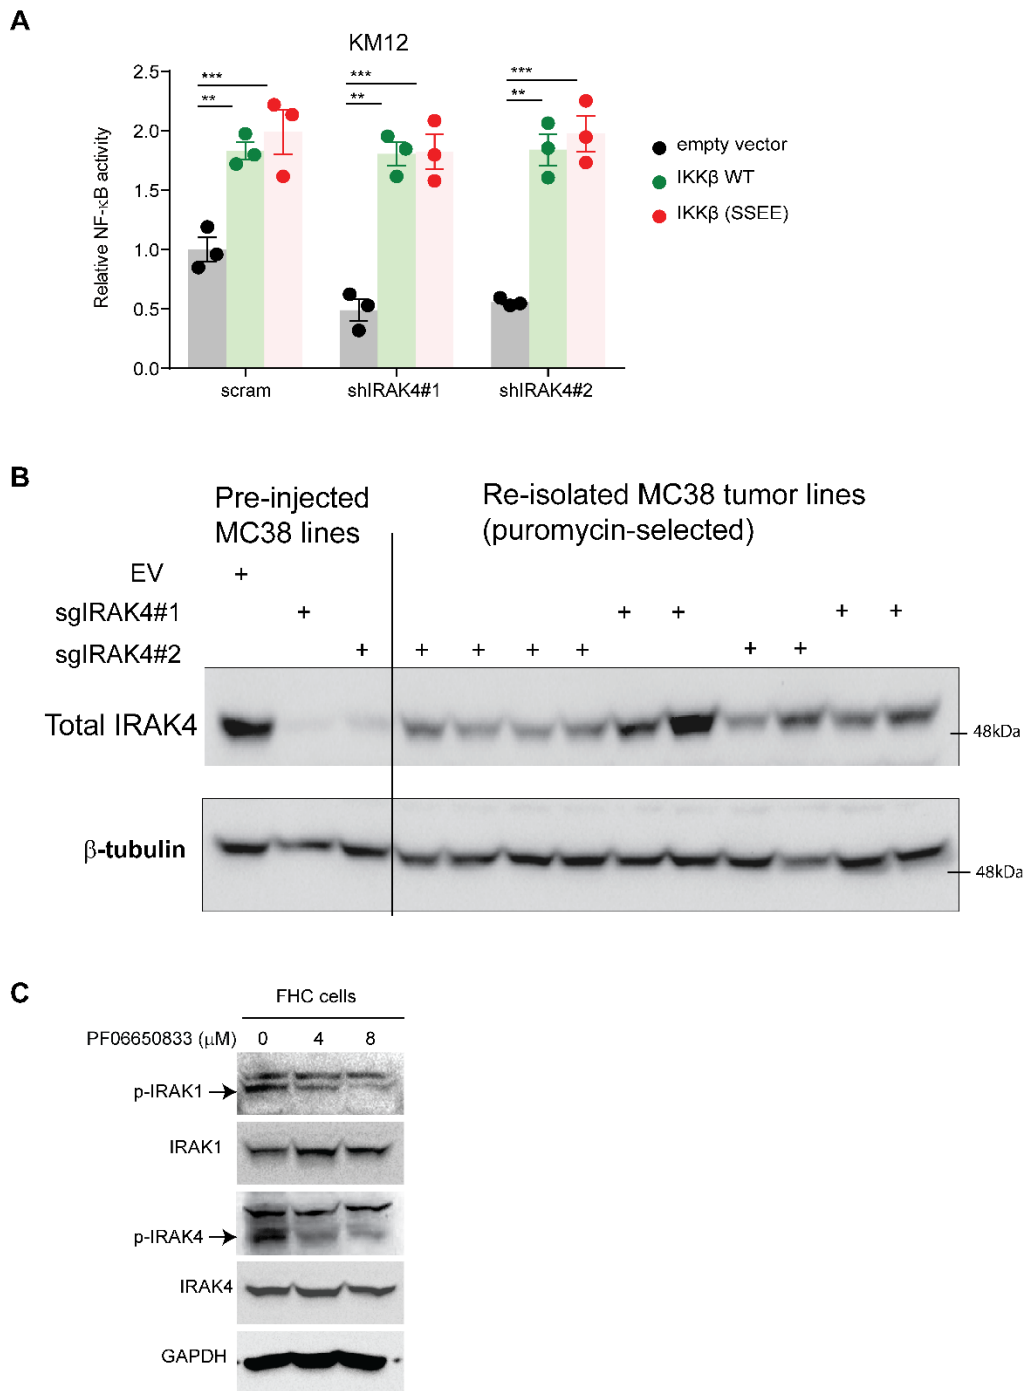 A
KM12
Relative NF-κB activity
2.5
2.0
1.5
1.0
0.5
0.0
*** *** ***
** ** **
empty vector
IKKβ WT
IKKβ (SSEE)
scram shIRAK4#1 shIRAK4#2
B
Pre-injected
MC38 lines
Re-isolated MC38 tumor lines
(puromycin-selected)
EV +
sgIRAK4#1 + + + + +
sgIRAK4#2 + + + + + + +
Total IRAK4
48kDa
β-tubulin
48kDa
C
FHC cells
PF06650833 (μM) 0 4 8
p-IRAK1
IRAK1
p-IRAK4
IRAK4
GAPDH